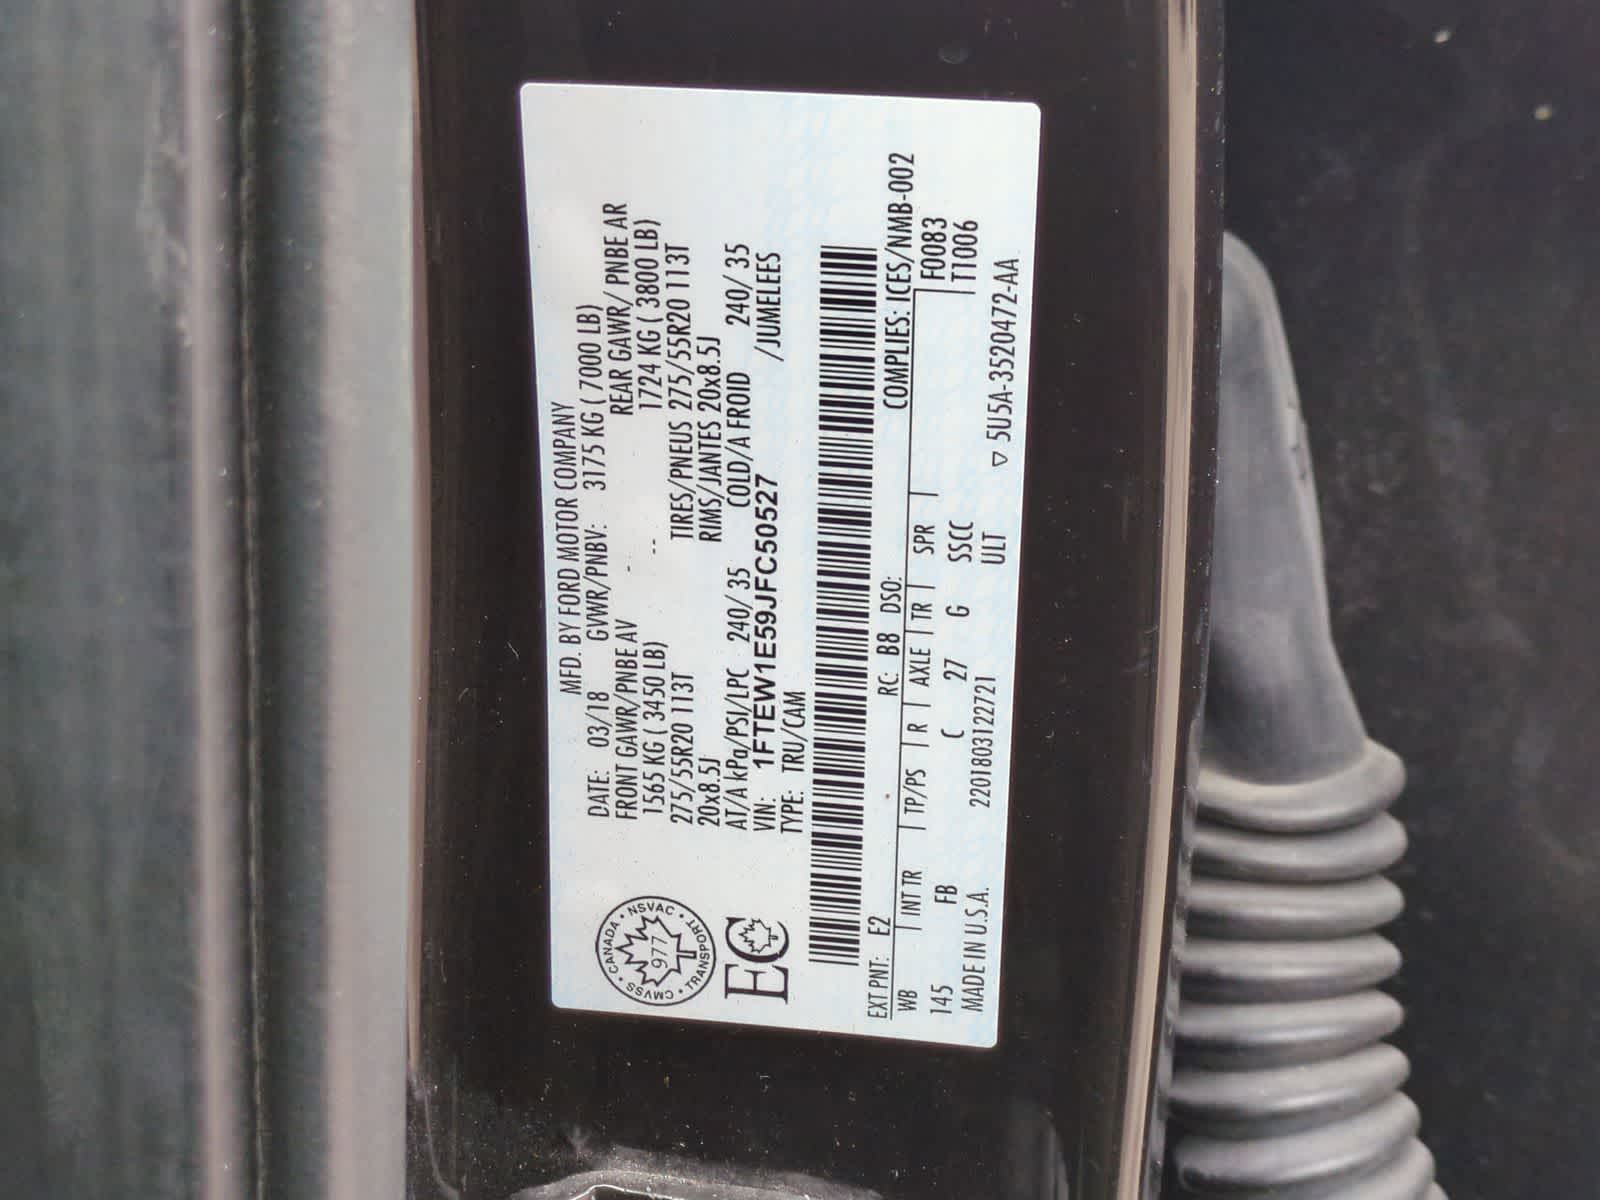 MFD. BY FORD MOTOR COMPANY
DATE: 03/18 GWVR/PNBV: 3175 KG ( 7000 LB)
FRONT GAWR/PNBE AV REAR GAWR/ PNBE AR
1565 KG ( 3450 LB) -- 1724 KG ( 3800 LB)
275/55R20 113T TIRES/PNEUS 275/55R20 113T
20x8.5J RIMS/JANTES 20x8.5J
AT/A kPa/PSI/LPC 240/ 35 COLD/A FROID 240/ 35
VIN: 1FTEW1E59JFC50527 /JUMELEES
TYPE: TRU/CAM
CANADA • NSVAC • TRANSPORT • CMVSS •
977
EC
EXT PNT: E2 RC: B8 DSO: COMPLIES: ICES/NMB-002
WB INT TR TP/PS R AXLE TR SPR F0083
145 FB C 27 G SSCC T1006
MADE IN U.S.A. 220180312272​1 ULT ▽ 5U5A-3520472-AA